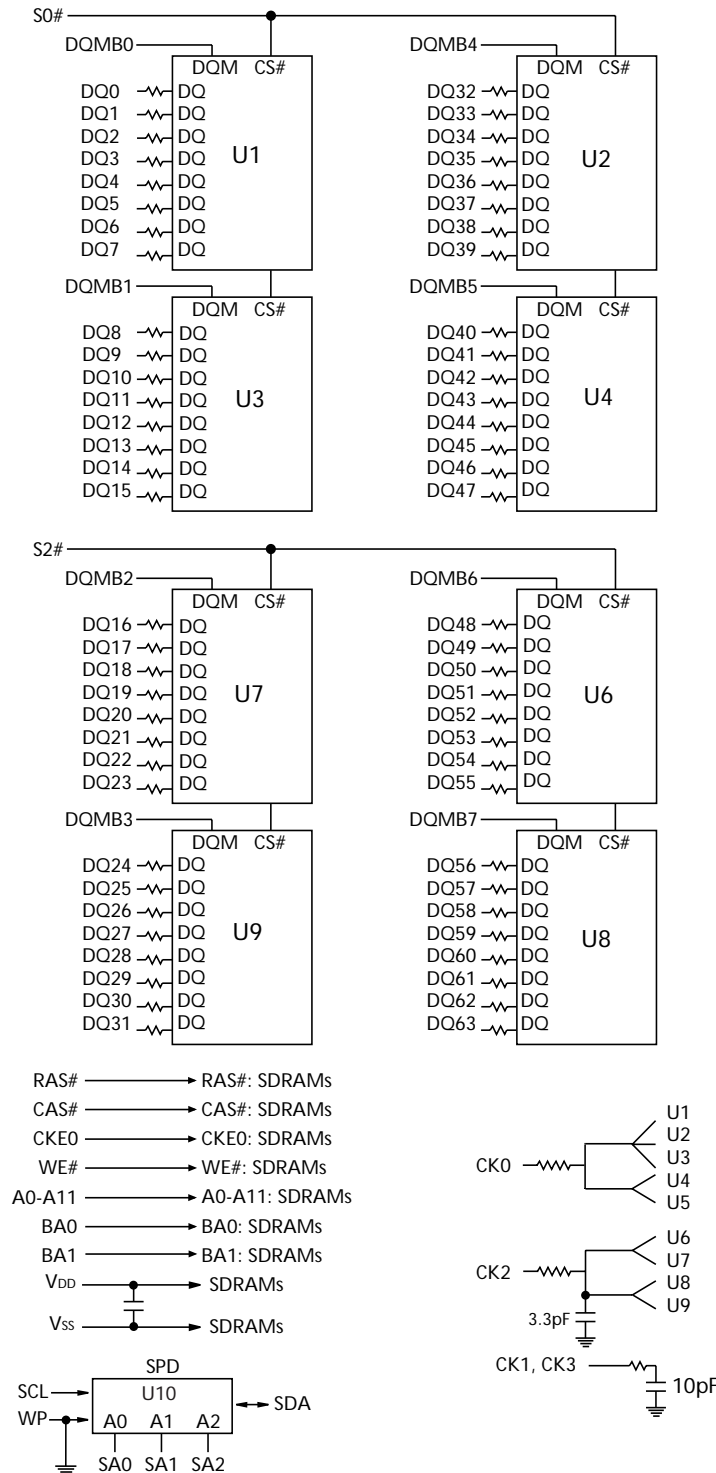 S0#
DQMB0
DQM CS#
DQ0 DQ
DQ1 DQ
DQ2 DQ
DQ3 DQ
DQ4 DQ
DQ5 DQ
DQ6 DQ
DQ7 DQ
U1
DQMB4
DQM CS#
DQ32 DQ
DQ33 DQ
DQ34 DQ
DQ35 DQ
DQ36 DQ
DQ37 DQ
DQ38 DQ
DQ39 DQ
U2
DQMB1
DQM CS#
DQ8 DQ
DQ9 DQ
DQ10 DQ
DQ11 DQ
DQ12 DQ
DQ13 DQ
DQ14 DQ
DQ15 DQ
U3
DQMB5
DQM CS#
DQ40 DQ
DQ41 DQ
DQ42 DQ
DQ43 DQ
DQ44 DQ
DQ45 DQ
DQ46 DQ
DQ47 DQ
U4
S2#
DQMB2
DQM CS#
DQ16 DQ
DQ17 DQ
DQ18 DQ
DQ19 DQ
DQ20 DQ
DQ21 DQ
DQ22 DQ
DQ23 DQ
U7
DQMB6
DQM CS#
DQ48 DQ
DQ49 DQ
DQ50 DQ
DQ51 DQ
DQ52 DQ
DQ53 DQ
DQ54 DQ
DQ55 DQ
U6
DQMB3
DQM CS#
DQ24 DQ
DQ25 DQ
DQ26 DQ
DQ27 DQ
DQ28 DQ
DQ29 DQ
DQ30 DQ
DQ31 DQ
U9
DQMB7
DQM CS#
DQ56 DQ
DQ57 DQ
DQ58 DQ
DQ59 DQ
DQ60 DQ
DQ61 DQ
DQ62 DQ
DQ63 DQ
U8
RAS# RAS#: SDRAMs
CAS# CAS#: SDRAMs
CKE0 CKE0: SDRAMs
WE# WE#: SDRAMs
A0-A11 A0-A11: SDRAMs
BA0 BA0: SDRAMs
BA1 BA1: SDRAMs
VDD SDRAMs
VSS SDRAMs
CK0
U1
U2
U3
U4
U5
CK2
U6
U7
U8
U9
3.3pF
CK1, CK3
10pF
SPD
U10
SCL
WP
A0 A1 A2
SDA
SA0 SA1 SA2